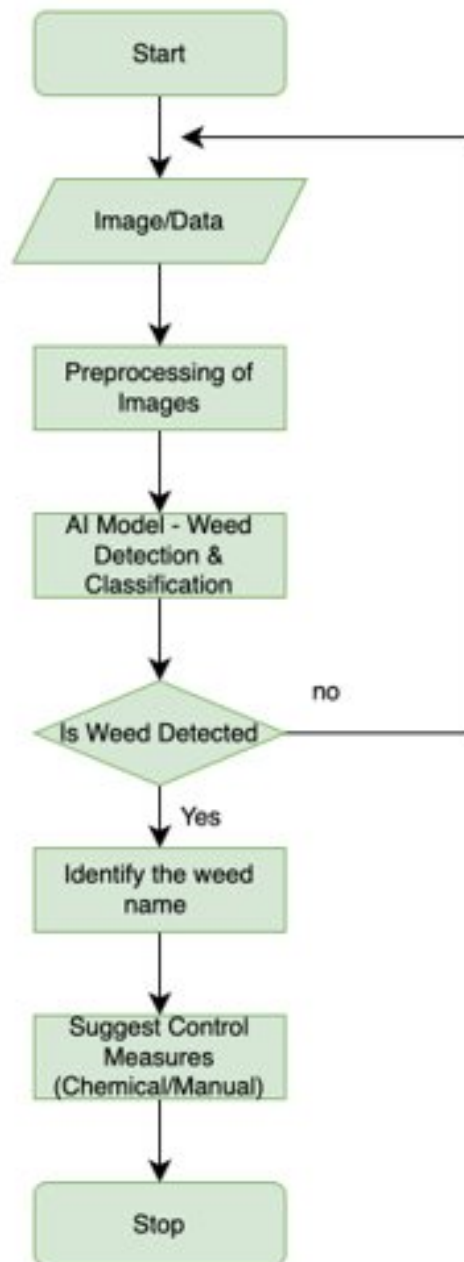 Start
Image/Data
Preprocessing of
Images
AI Model - Weed
Detection &
Classification
no
Is Weed Detected
Yes
Identify the weed
name
Suggest Control
Measures
(Chemical/Manual)
Stop